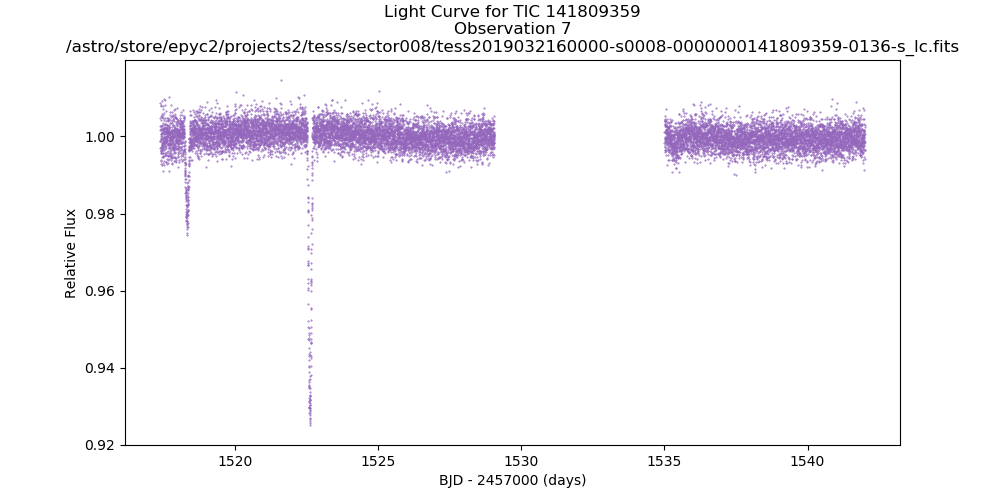 Light Curve for TIC 141809359
Observation 7
/astro/store/epyc2/projects2/tess/sector008/tess2019032160000-s0008-0000000141809359-0136-s_lc.fits
1.00
0.98
0.96
0.94
0.92
Relative Flux
1520
1525
1530
1535
1540
BJD - 2457000 (days)